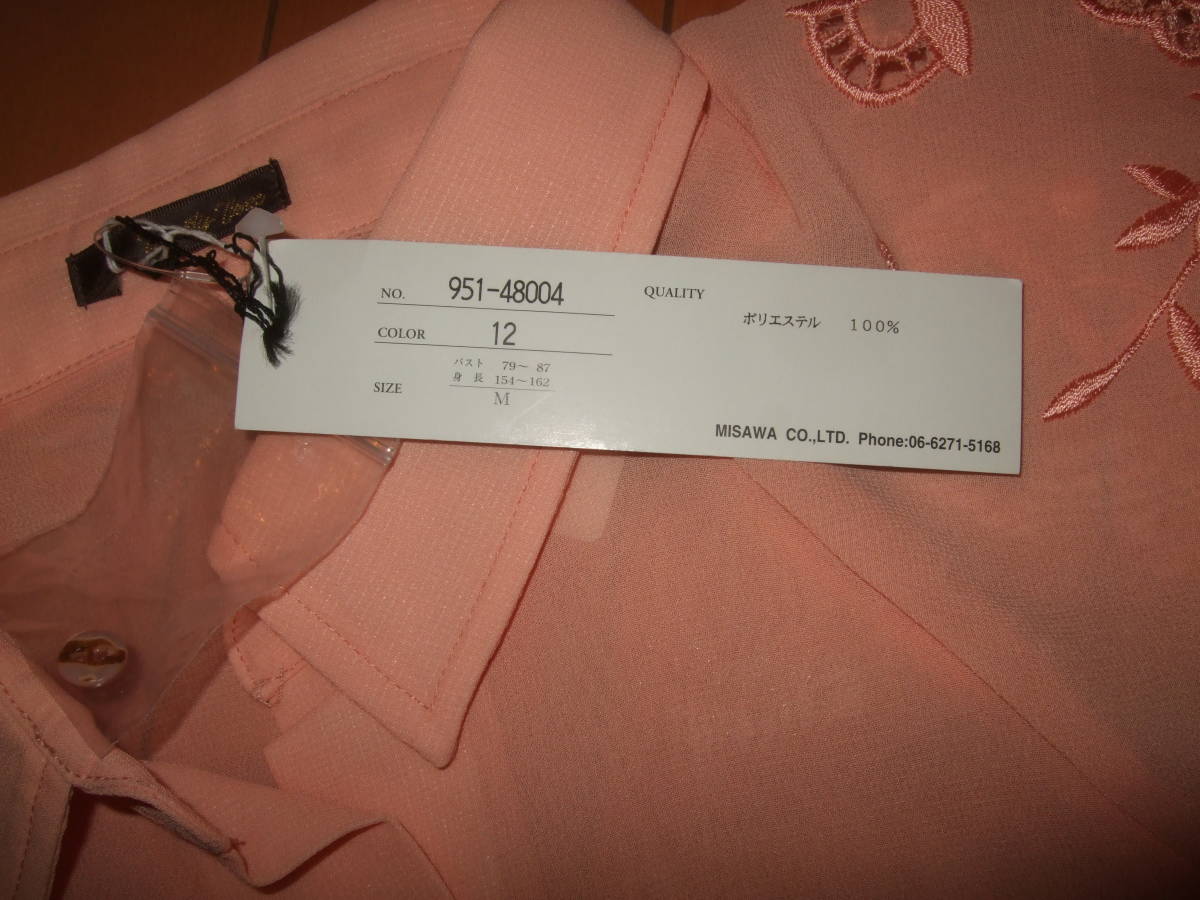 NO. 951-48004
COLOR 12
SIZE バスト 79～ 87
身長 154～162
M
QUALITY
ポリエステル 100%
MISAWA CO.,LTD. Phone:06-6271-5168